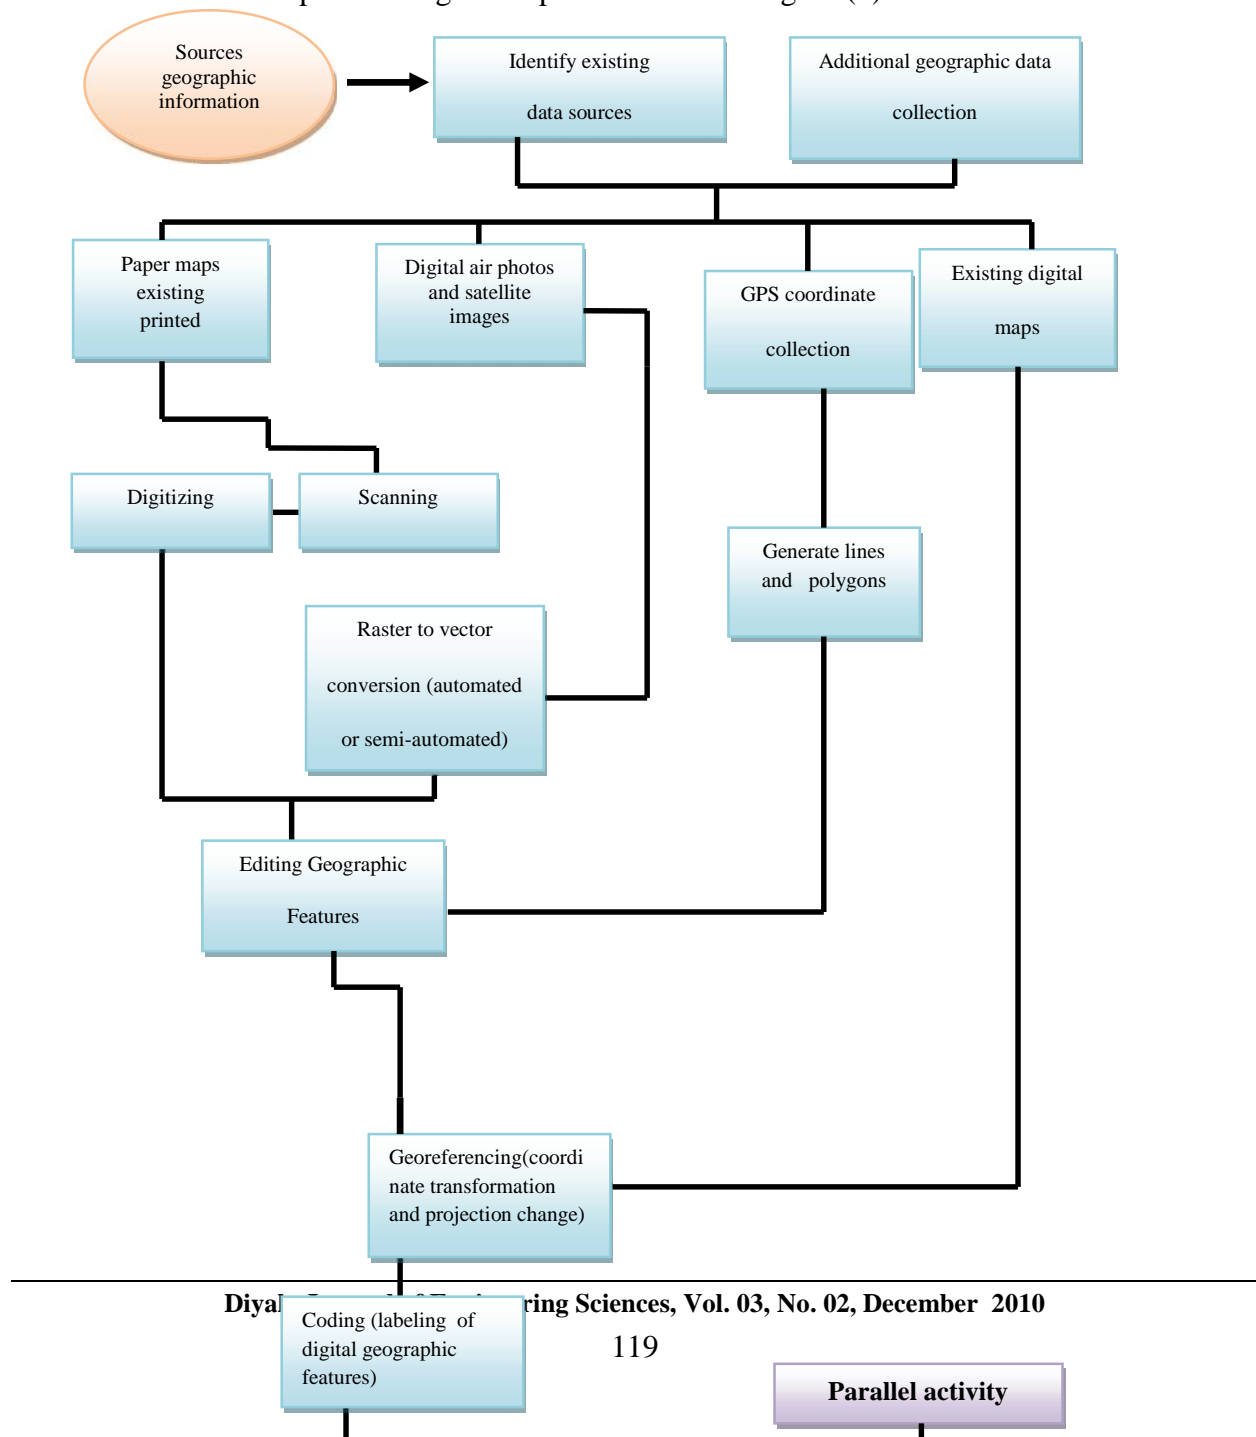 Sources
geographic
information
Identify existing
data sources
Additional geographic data
collection
Paper maps
existing
printed
Digital air photos
and satellite
images
GPS coordinate
collection
Existing digital
maps
Digitizing
Scanning
Generate lines
and polygons
Raster to vector
conversion (automated
or semi-automated)
Editing Geographic
Features
Georeferencing(coordi
nate transformation
and projection change)
Sciences, Vol. 03, No. 02, December 2010
Coding (labeling of
digital geographic
features)
119
Parallel activity